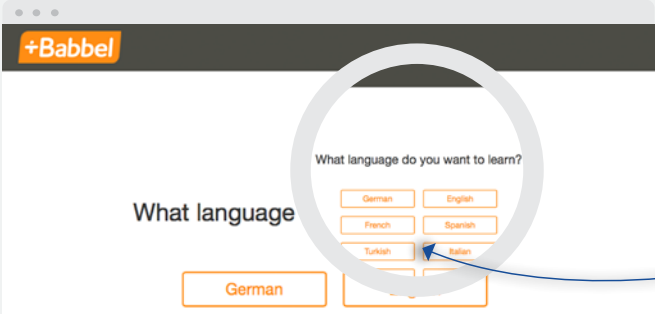 +Babbel
What language do you want to learn?
German English
French Spanish
Turkish Italian
What language
German